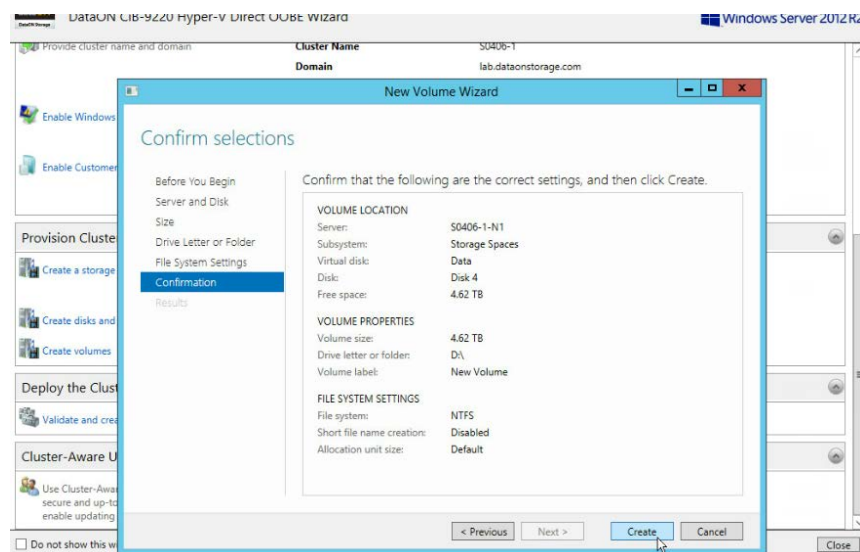 DataON Storage
DataON CiB-9220 Hyper-V Direct OOBE Wizard
Windows Server 2012 R2
Provide cluster name and domain
Cluster Name S0406-1
Domain lab.dataonstorage.com
Enable Windows
Enable Customer
Provision Cluste
Create a storage
Create disks and
Create volumes
Deploy the Clust
Validate and crea
Cluster-Aware U
Use Cluster-Awar
secure and up-to
enable updating
Do not show this w
Close
New Volume Wizard
Confirm selections
Before You Begin
Server and Disk
Size
Drive Letter or Folder
File System Settings
Confirmation
Results
Confirm that the following are the correct settings, and then click Create.
VOLUME LOCATION
Server: S0406-1-N1
Subsystem: Storage Spaces
Virtual disk: Data
Disk: Disk 4
Free space: 4.62 TB
VOLUME PROPERTIES
Volume size: 4.62 TB
Drive letter or folder: D:\
Volume label: New Volume
FILE SYSTEM SETTINGS
File system: NTFS
Short file name creation: Disabled
Allocation unit size: Default
< Previous
Next >
Create
Cancel